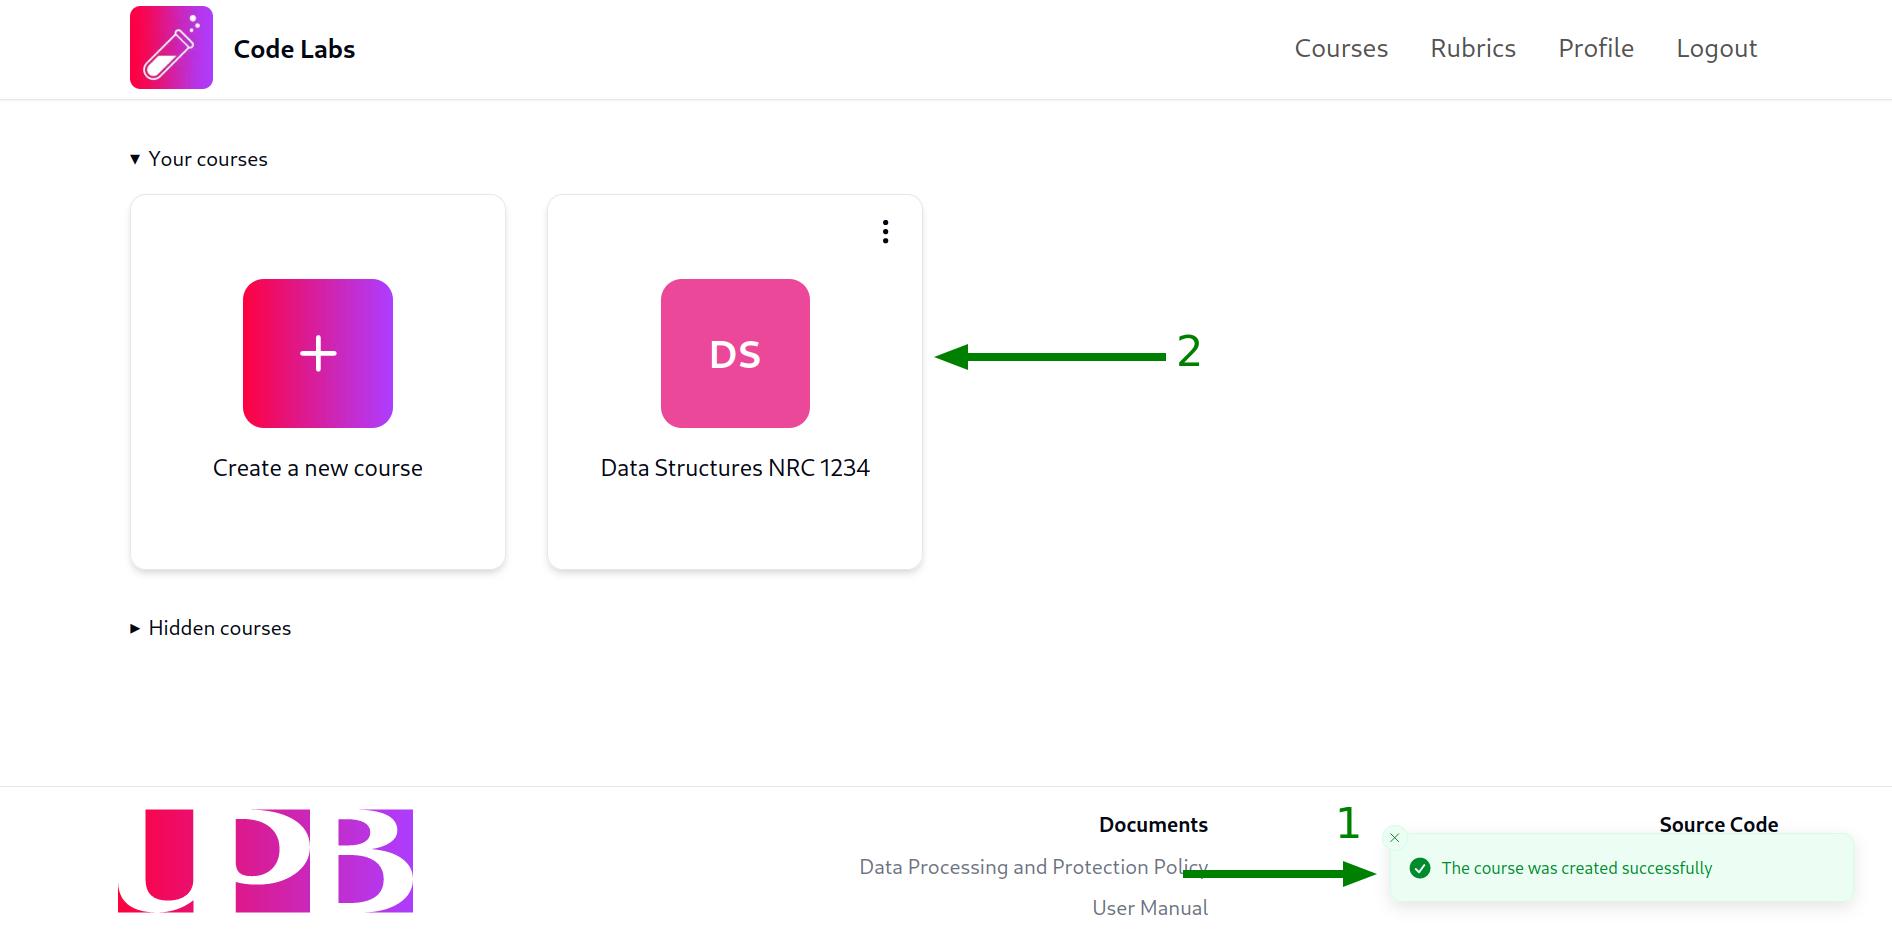 Code Labs
Courses Rubrics Profile Logout
▼ Your courses
DS
Create a new course
Data Structures NRC 1234
2
► Hidden courses
UPB
Documents
Data Processing and Protection Policy
User Manual
1
Source Code
The course was created successfully